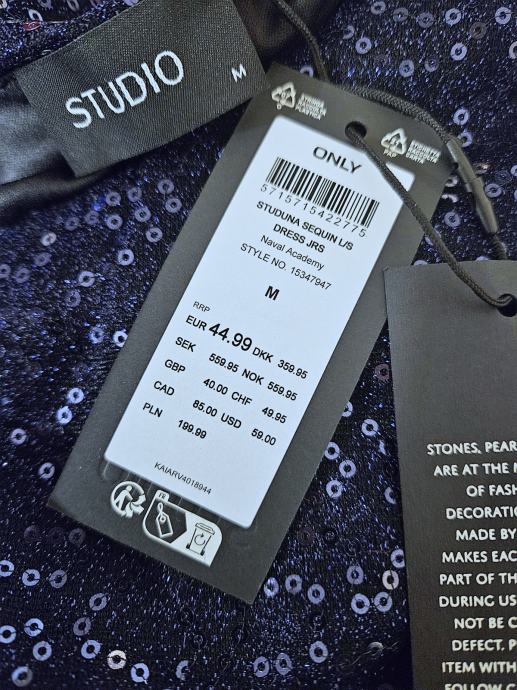 STUDIO
M
ONLY
5715715422775
STUDUNA SEQUIN L/S
DRESS JRS
Naval Academy
STYLE NO. 15347947
M
RRP
EUR 44.99 DKK 359.95
SEK 559.95 NOK 559.95
GBP 40.00 CHF 49.95
CAD 85.00 USD 59.00
PLN 199.99
KAIARV4018944
STONES, PEAR
ARE AT THE
OF FASH
DECORATIO
MADE BY
MAKES EAC
PART OF TH
DURING US
NOT BE C
DEFECT. P
ITEM WITH
FOLLOW C